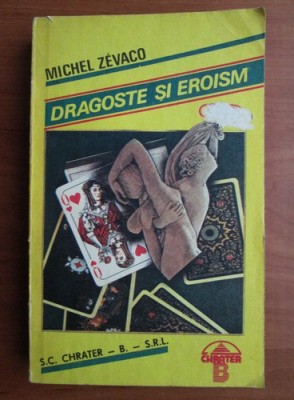 MICHEL ZÉVACO
DRAGOSTE ȘI EROISM
Q
Q
S.C. CHRATER – B. – S.R.L.
CHRATER
B